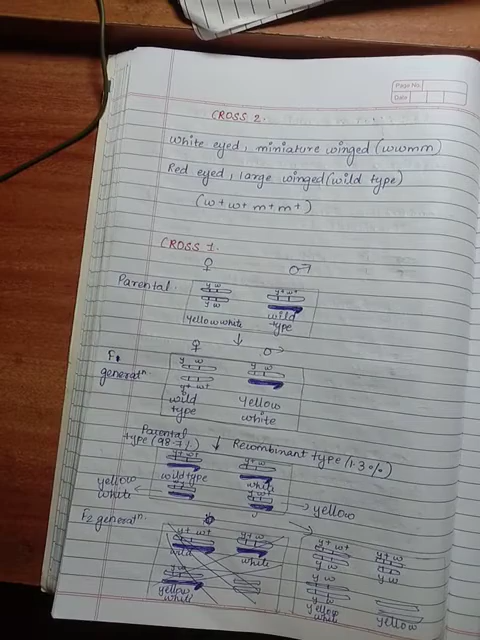 Page No.
Date
CROSS 2.
White eyed, miniature winged (wwmm)
Red eyed, large winged (wild type)
(w+ w+ m+ m+)
CROSS 1.
♀ ♂
Parental. y w y+ w+
y w wild
yellow white type
♀ ♂
F1 y w y w
generatn. y+ w+
wild yellow
type white
Parental
type (98.7%) Recombinant type (1.3%)
y+ w+ y+ w
wild type white
yellow
white yellow
F2 generatn.
y+ w+ y+ w
wild white
yellow
white
y+ w+ y+ w
y w y w
yellow
white yellow